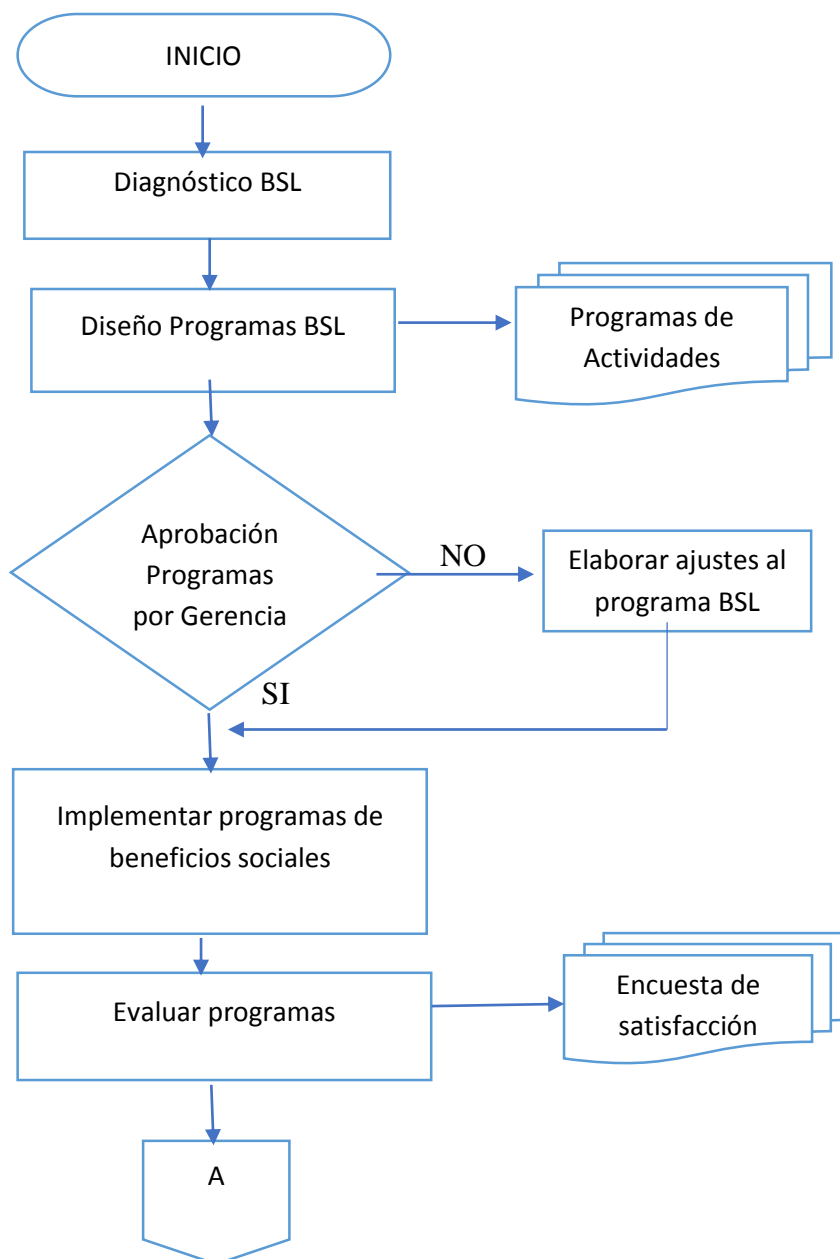 INICIO
Diagnóstico BSL
Diseño Programas BSL
Programas de
Actividades
Aprobación
Programas
por Gerencia
NO
Elaborar ajustes al
programa BSL
SI
Implementar programas de
beneficios sociales
Evaluar programas
Encuesta de
satisfacción
A